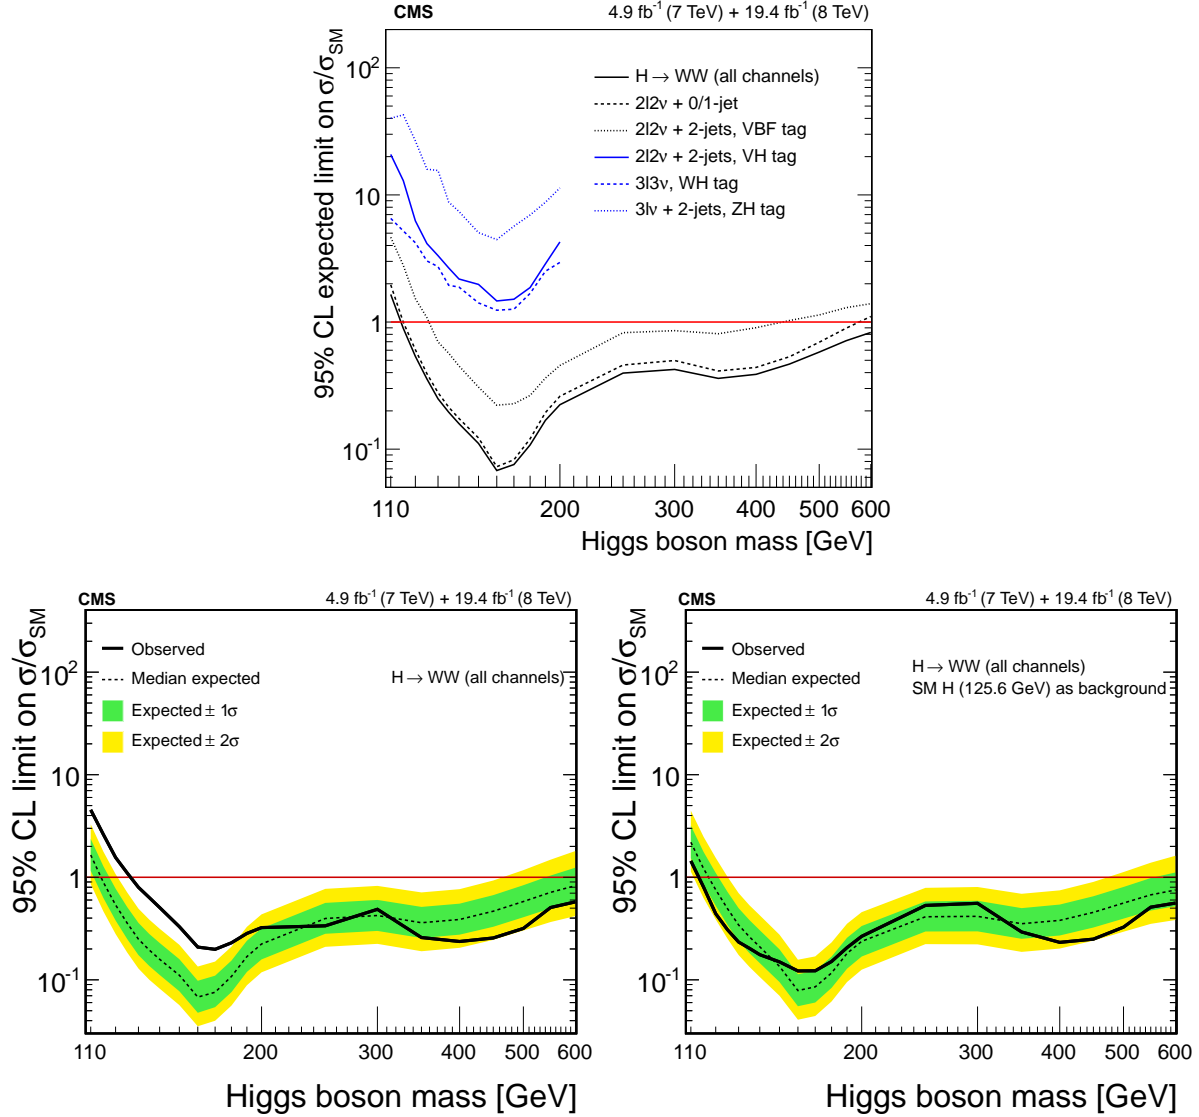 CMS 4.9 fb⁻¹ (7 TeV) + 19.4 fb⁻¹ (8 TeV)
95% CL expected limit on σ/σ_SM
10²
10
1
10⁻¹
H → WW (all channels)
2l2ν + 0/1-jet
2l2ν + 2-jets, VBF tag
2l2ν + 2-jets, VH tag
3l3ν, WH tag
3lν + 2-jets, ZH tag
110 200 300 400 500 600
Higgs boson mass [GeV]
CMS 4.9 fb⁻¹ (7 TeV) + 19.4 fb⁻¹ (8 TeV)
95% CL limit on σ/σ_SM
10²
10
1
10⁻¹
Observed
Median expected
Expected ± 1σ
Expected ± 2σ
H → WW (all channels)
110 200 300 400 500 600
Higgs boson mass [GeV]
CMS 4.9 fb⁻¹ (7 TeV) + 19.4 fb⁻¹ (8 TeV)
95% CL limit on σ/σ_SM
10²
10
1
10⁻¹
Observed
Median expected
Expected ± 1σ
Expected ± 2σ
H → WW (all channels)
SM H (125.6 GeV) as background
110 200 300 400 500 600
Higgs boson mass [GeV]